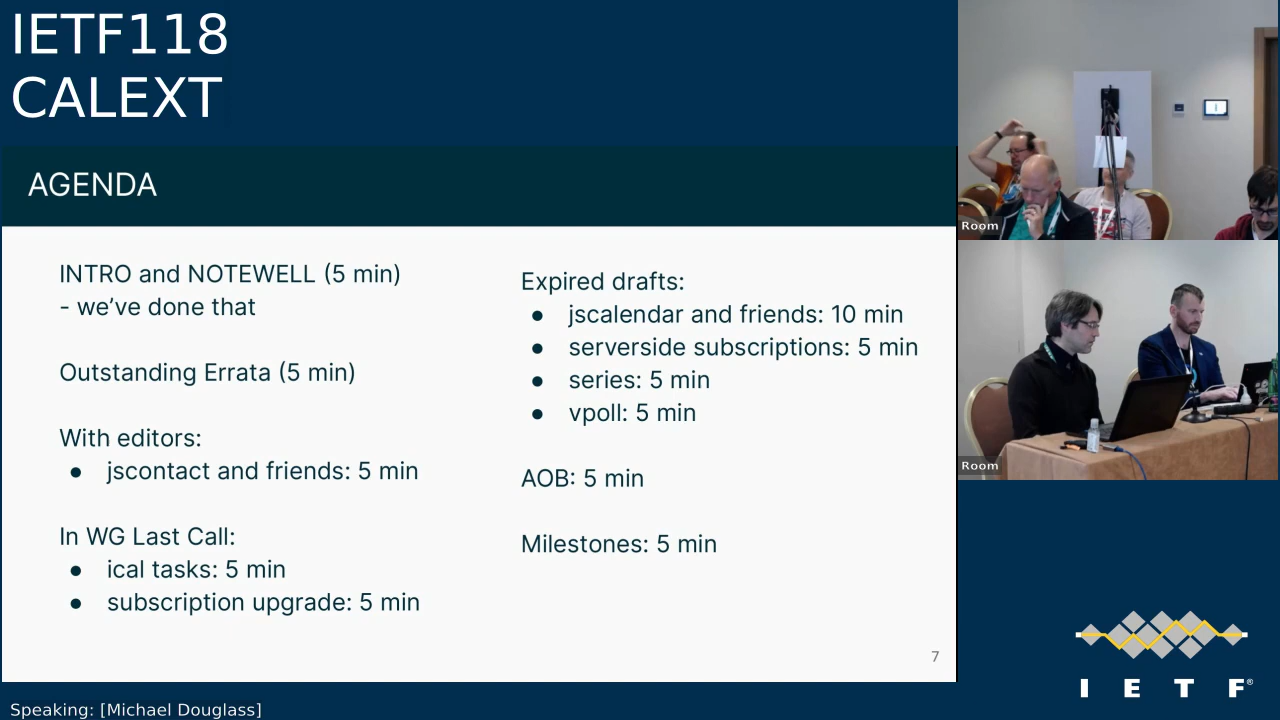 IETF118
CALEXT
AGENDA
INTRO and NOTEWELL (5 min)
- we've done that
Outstanding Errata (5 min)
With editors:
● jscontact and friends: 5 min
In WG Last Call:
● ical tasks: 5 min
● subscription upgrade: 5 min
Expired drafts:
● jscalendar and friends: 10 min
● serverside subscriptions: 5 min
● series: 5 min
● vpoll: 5 min
AOB: 5 min
Milestones: 5 min
7
Room
Room
I E T F®
Speaking: [Michael Douglass]